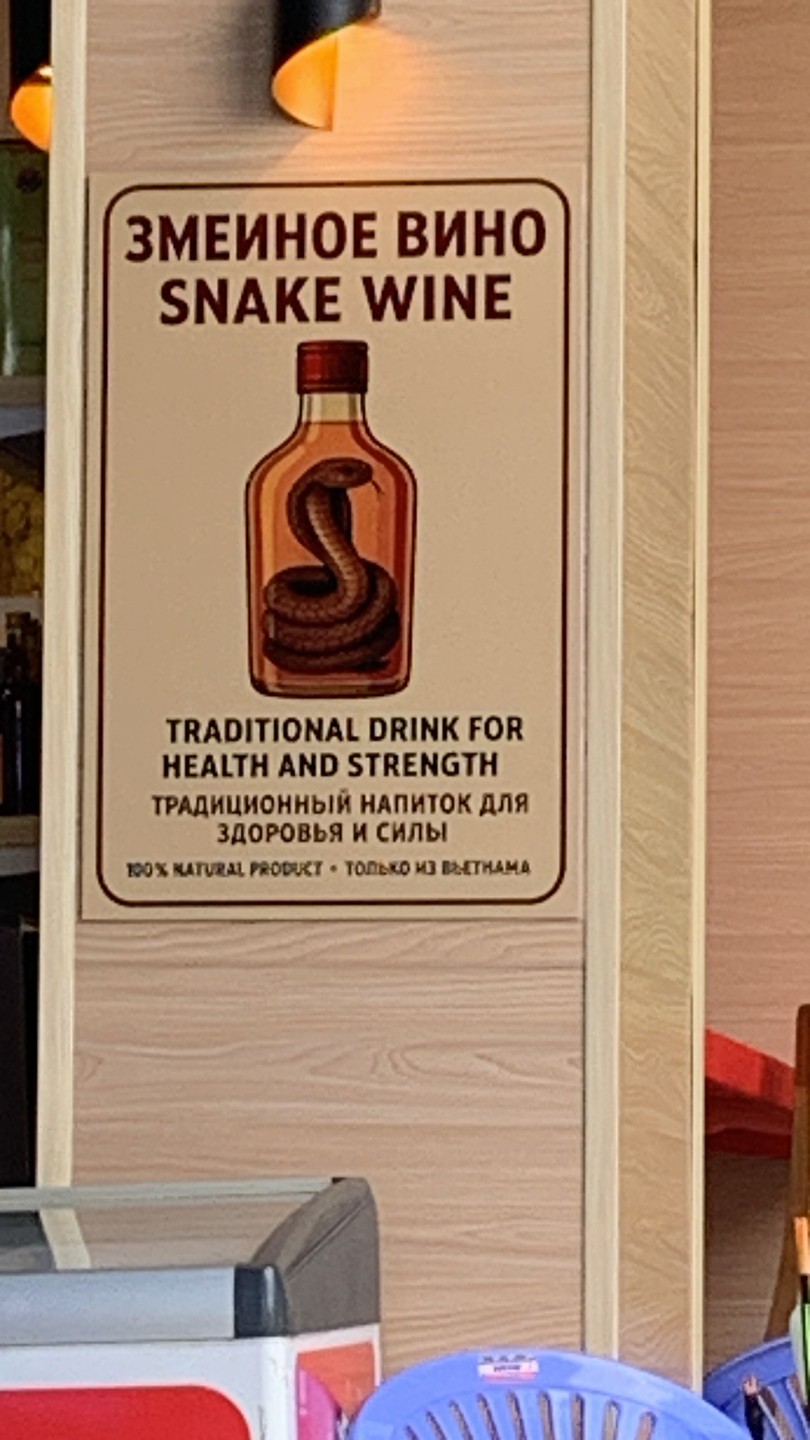 ЗМЕИНОЕ ВИНО
SNAKE WINE
TRADITIONAL DRINK FOR
HEALTH AND STRENGTH
ТРАДИЦИОННЫЙ НАПИТОК ДЛЯ
ЗДОРОВЬЯ И СИЛЫ
100% NATURAL PRODUCT • ТОЛЬКО ИЗ ВЬЕТНАМА